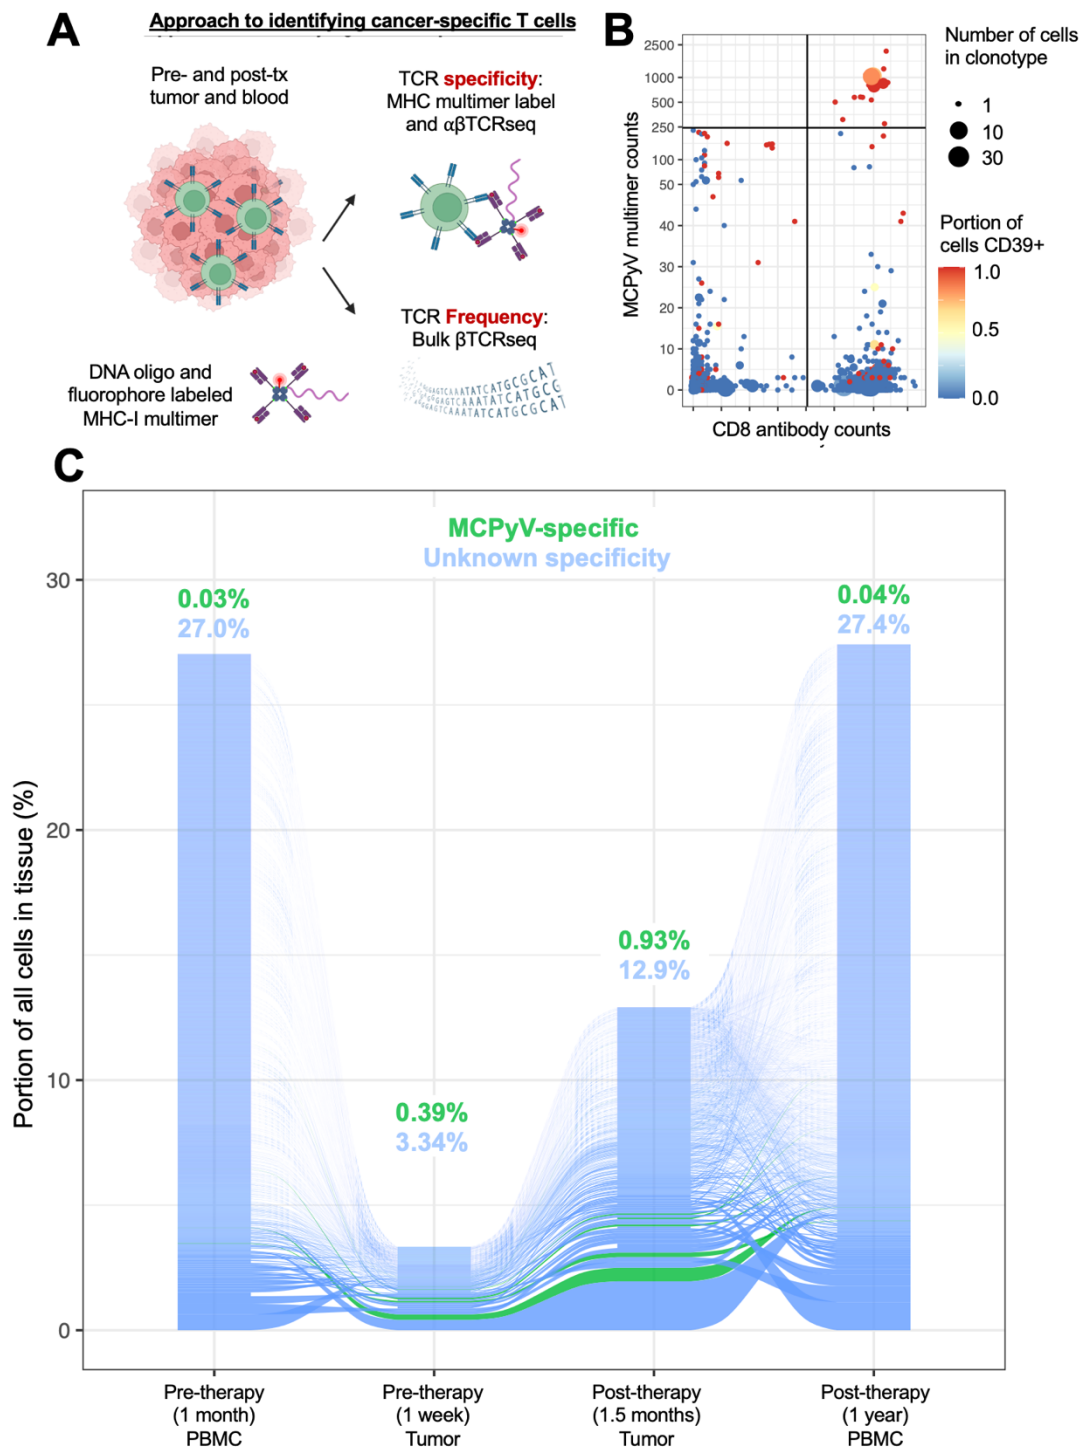 A
Approach to identifying cancer-specific T cells
Pre- and post-tx
tumor and blood
TCR specificity:
MHC multimer label
and αβTCRseq
TCR Frequency:
Bulk βTCRseq
DNA oligo and
fluorophore labeled
MHC-I multimer
GAGTCAAATATCATGCGCAT
GAGTCAAATATCATGCGCG
GAGTCAAATATCATGCGCAT
B
MCPyV multimer counts
2500
1000
500
250
100
50
40
30
20
10
0
CD8 antibody counts
Number of cells
in clonotype
1
10
30
Portion of
cells CD39+
1.0
0.5
0.0
C
MCPyV-specific
Unknown specificity
Portion of all cells in tissue (%)
30
20
10
0
0.03%
27.0%
0.39%
3.34%
0.93%
12.9%
0.04%
27.4%
Pre-therapy
(1 month)
PBMC
Pre-therapy
(1 week)
Tumor
Post-therapy
(1.5 months)
Tumor
Post-therapy
(1 year)
PBMC